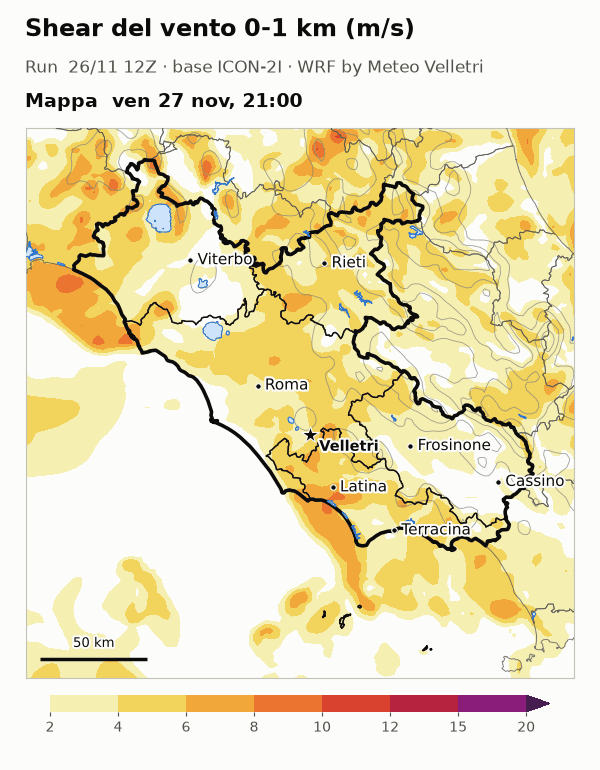 Shear del vento 0-1 km (m/s)
Run 26/11 12Z · base ICON-2I · WRF by Meteo Velletri
Mappa ven 27 nov, 21:00
Viterbo
Rieti
Roma
Velletri
Frosinone
Cassino
Latina
Terracina
50 km
2 4 6 8 10 12 15 20